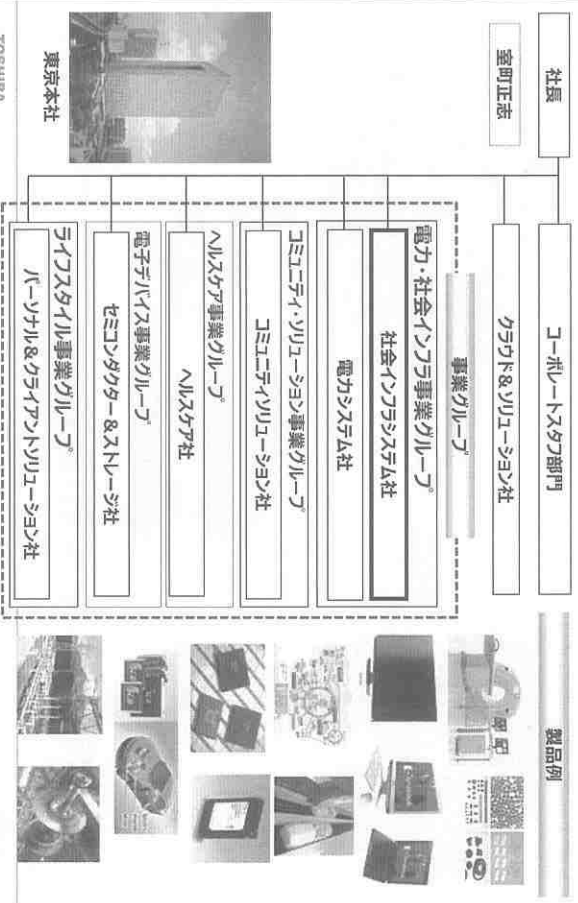 社長
室町正志
コーポレートスタフ部門
クラウド&ソリューション社
事業グループ
電力・社会インフラ事業グループ
社会インフラシステム社
電力システム社
コミュニティ・ソリューション事業グループ
コミュニティソリューション社
ヘルスケア事業グループ
ヘルスケア社
電子デバイス事業グループ
セミコンダクター&ストレージ社
ライフスタイル事業グループ
パーソナル&クライアントソリューション社
製品例
東京本社
TOSHIBA